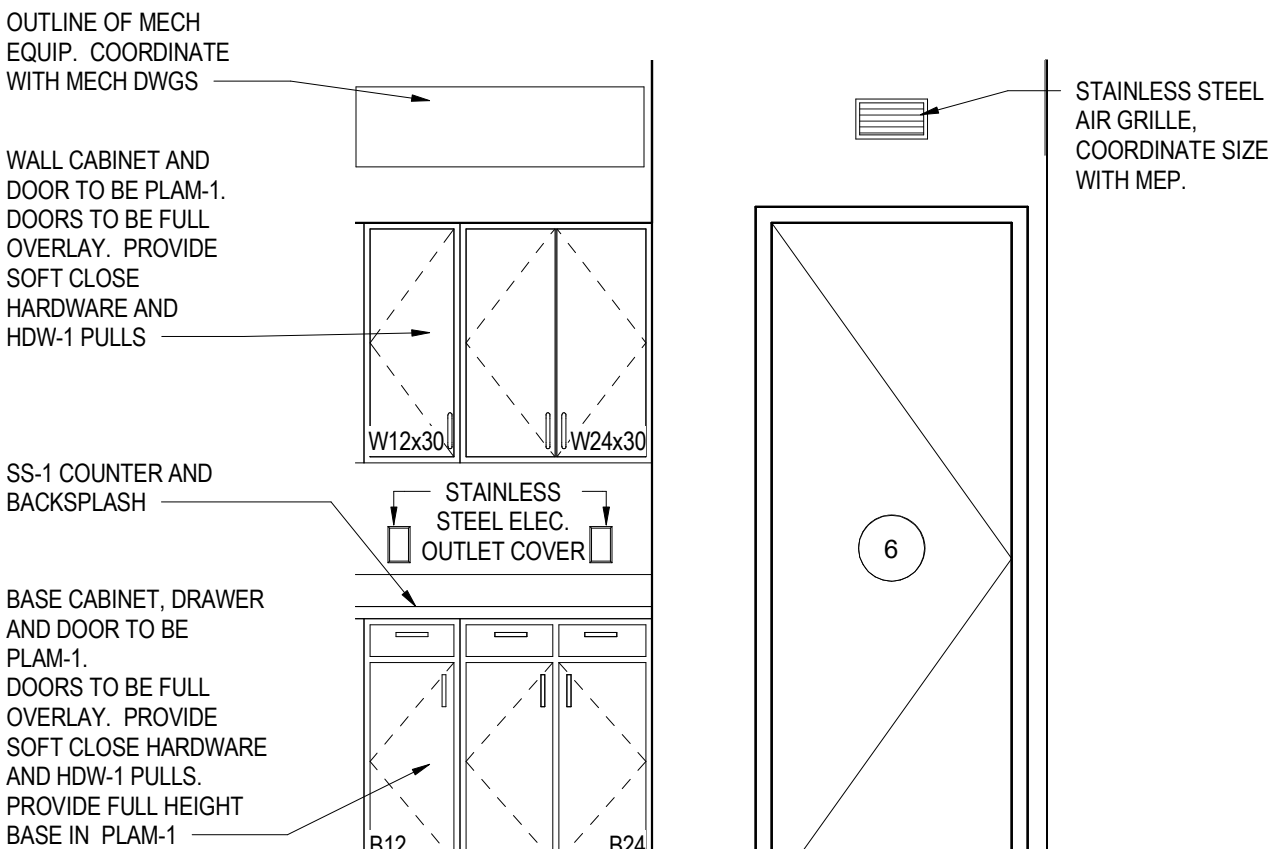 OUTLINE OF MECH
EQUIP. COORDINATE
WITH MECH DWGS
STAINLESS STEEL
AIR GRILLE,
COORDINATE SIZE
WITH MEP.
WALL CABINET AND
DOOR TO BE PLAM-1.
DOORS TO BE FULL
OVERLAY. PROVIDE
SOFT CLOSE
HARDWARE AND
HDW-1 PULLS
W12x30
W24x30
SS-1 COUNTER AND
BACKSPLASH
STAINLESS
STEEL ELEC.
OUTLET COVER
6
BASE CABINET, DRAWER
AND DOOR TO BE
PLAM-1.
DOORS TO BE FULL
OVERLAY. PROVIDE
SOFT CLOSE HARDWARE
AND HDW-1 PULLS.
PROVIDE FULL HEIGHT
BASE IN PLAM-1
B12
B24